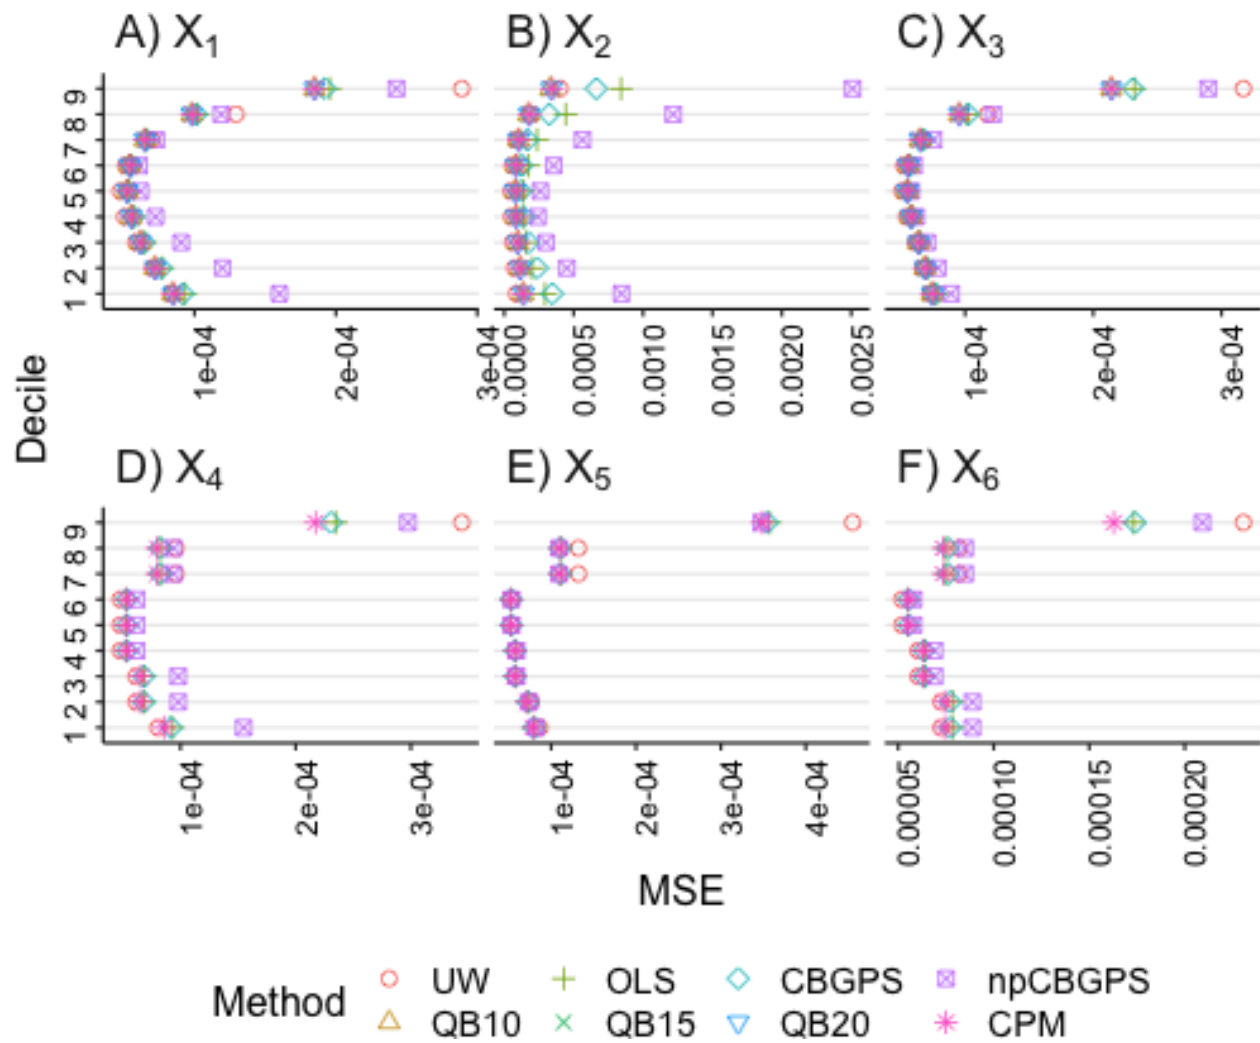 A) X₁
B) X₂
C) X₃
9
8
7
6
5
4
3
2
1
1e-04
2e-04
3e-04
0.0000
0.0005
0.0010
0.0015
0.0020
0.0025
1e-04
2e-04
3e-04
Decile
D) X₄
E) X₅
F) X₆
9
8
7
6
5
4
3
2
1
1e-04
2e-04
3e-04
1e-04
2e-04
3e-04
4e-04
0.00005
0.00010
0.00015
0.00020
MSE
Method
UW
OLS
CBGPS
npCBGPS
QB10
QB15
QB20
CPM